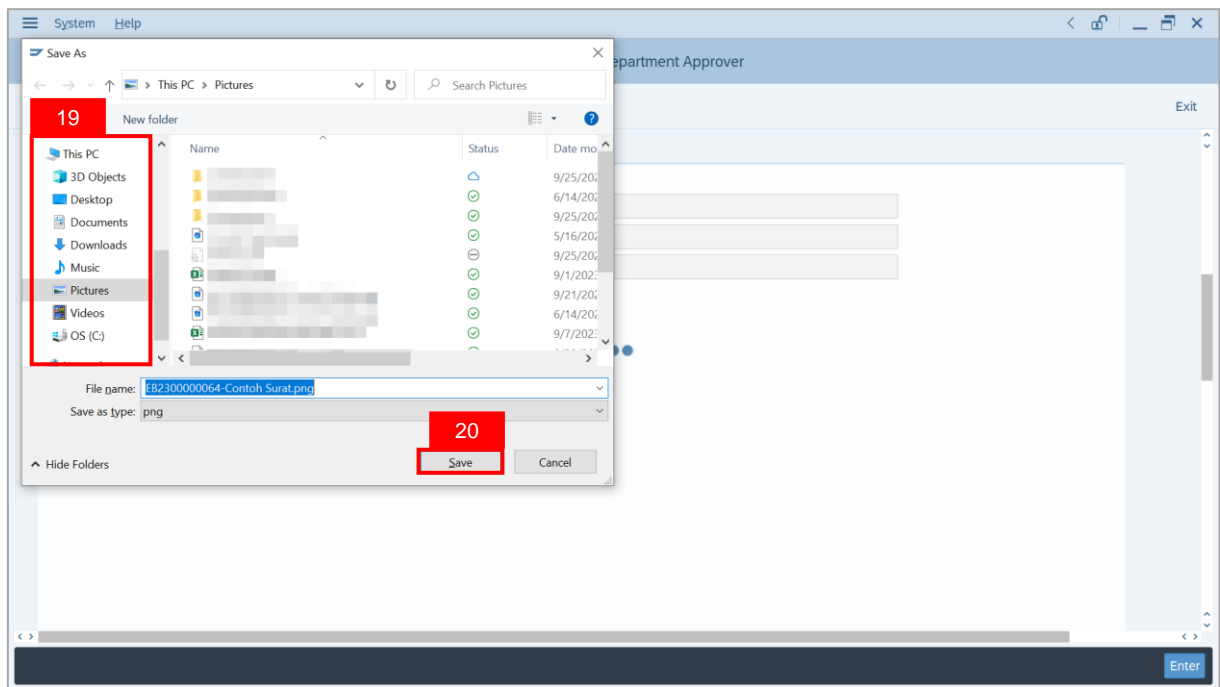 System Help
Save As
epartment Approver
This PC > Pictures
Search Pictures
Exit
19
New folder
20
This PC
3D Objects
Desktop
Documents
Downloads
Music
Pictures
Videos
OS (C:)
Name Status Date mo
9/25/202
6/14/202
9/25/202
5/16/202
9/25/202
9/1/2023
9/21/202
6/14/202
9/7/2023
File name: EB2300000064-Contoh Surat.png
Save as type: png
Hide Folders
Save Cancel
Enter